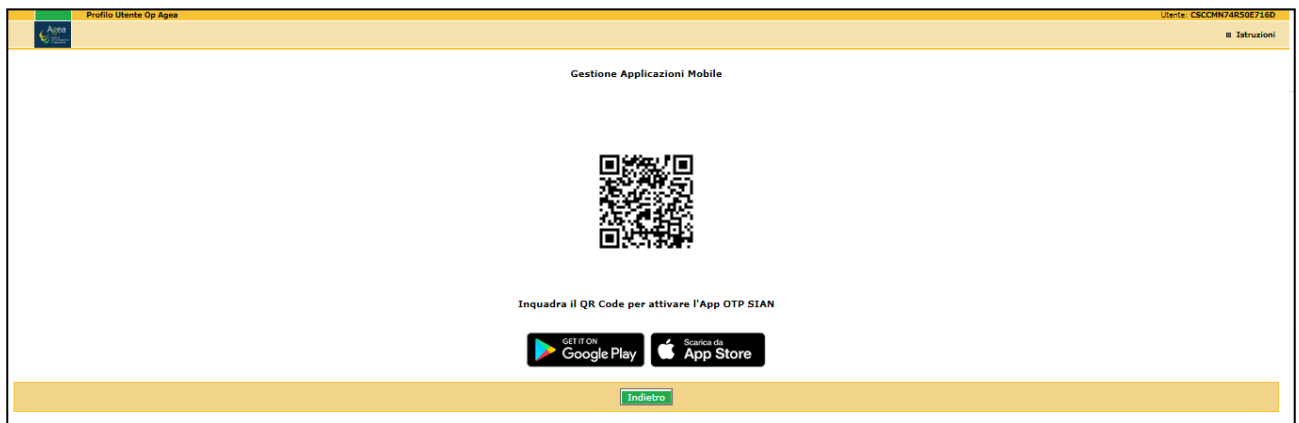 Profilo Utente Op Agea
Utente: CSCCMN74R50E716D
Agea
Istruzioni
Gestione Applicazioni Mobile
Inquadra il QR Code per attivare l'App OTP SIAN
GET IT ON
Google Play
Scarica da
App Store
Indietro